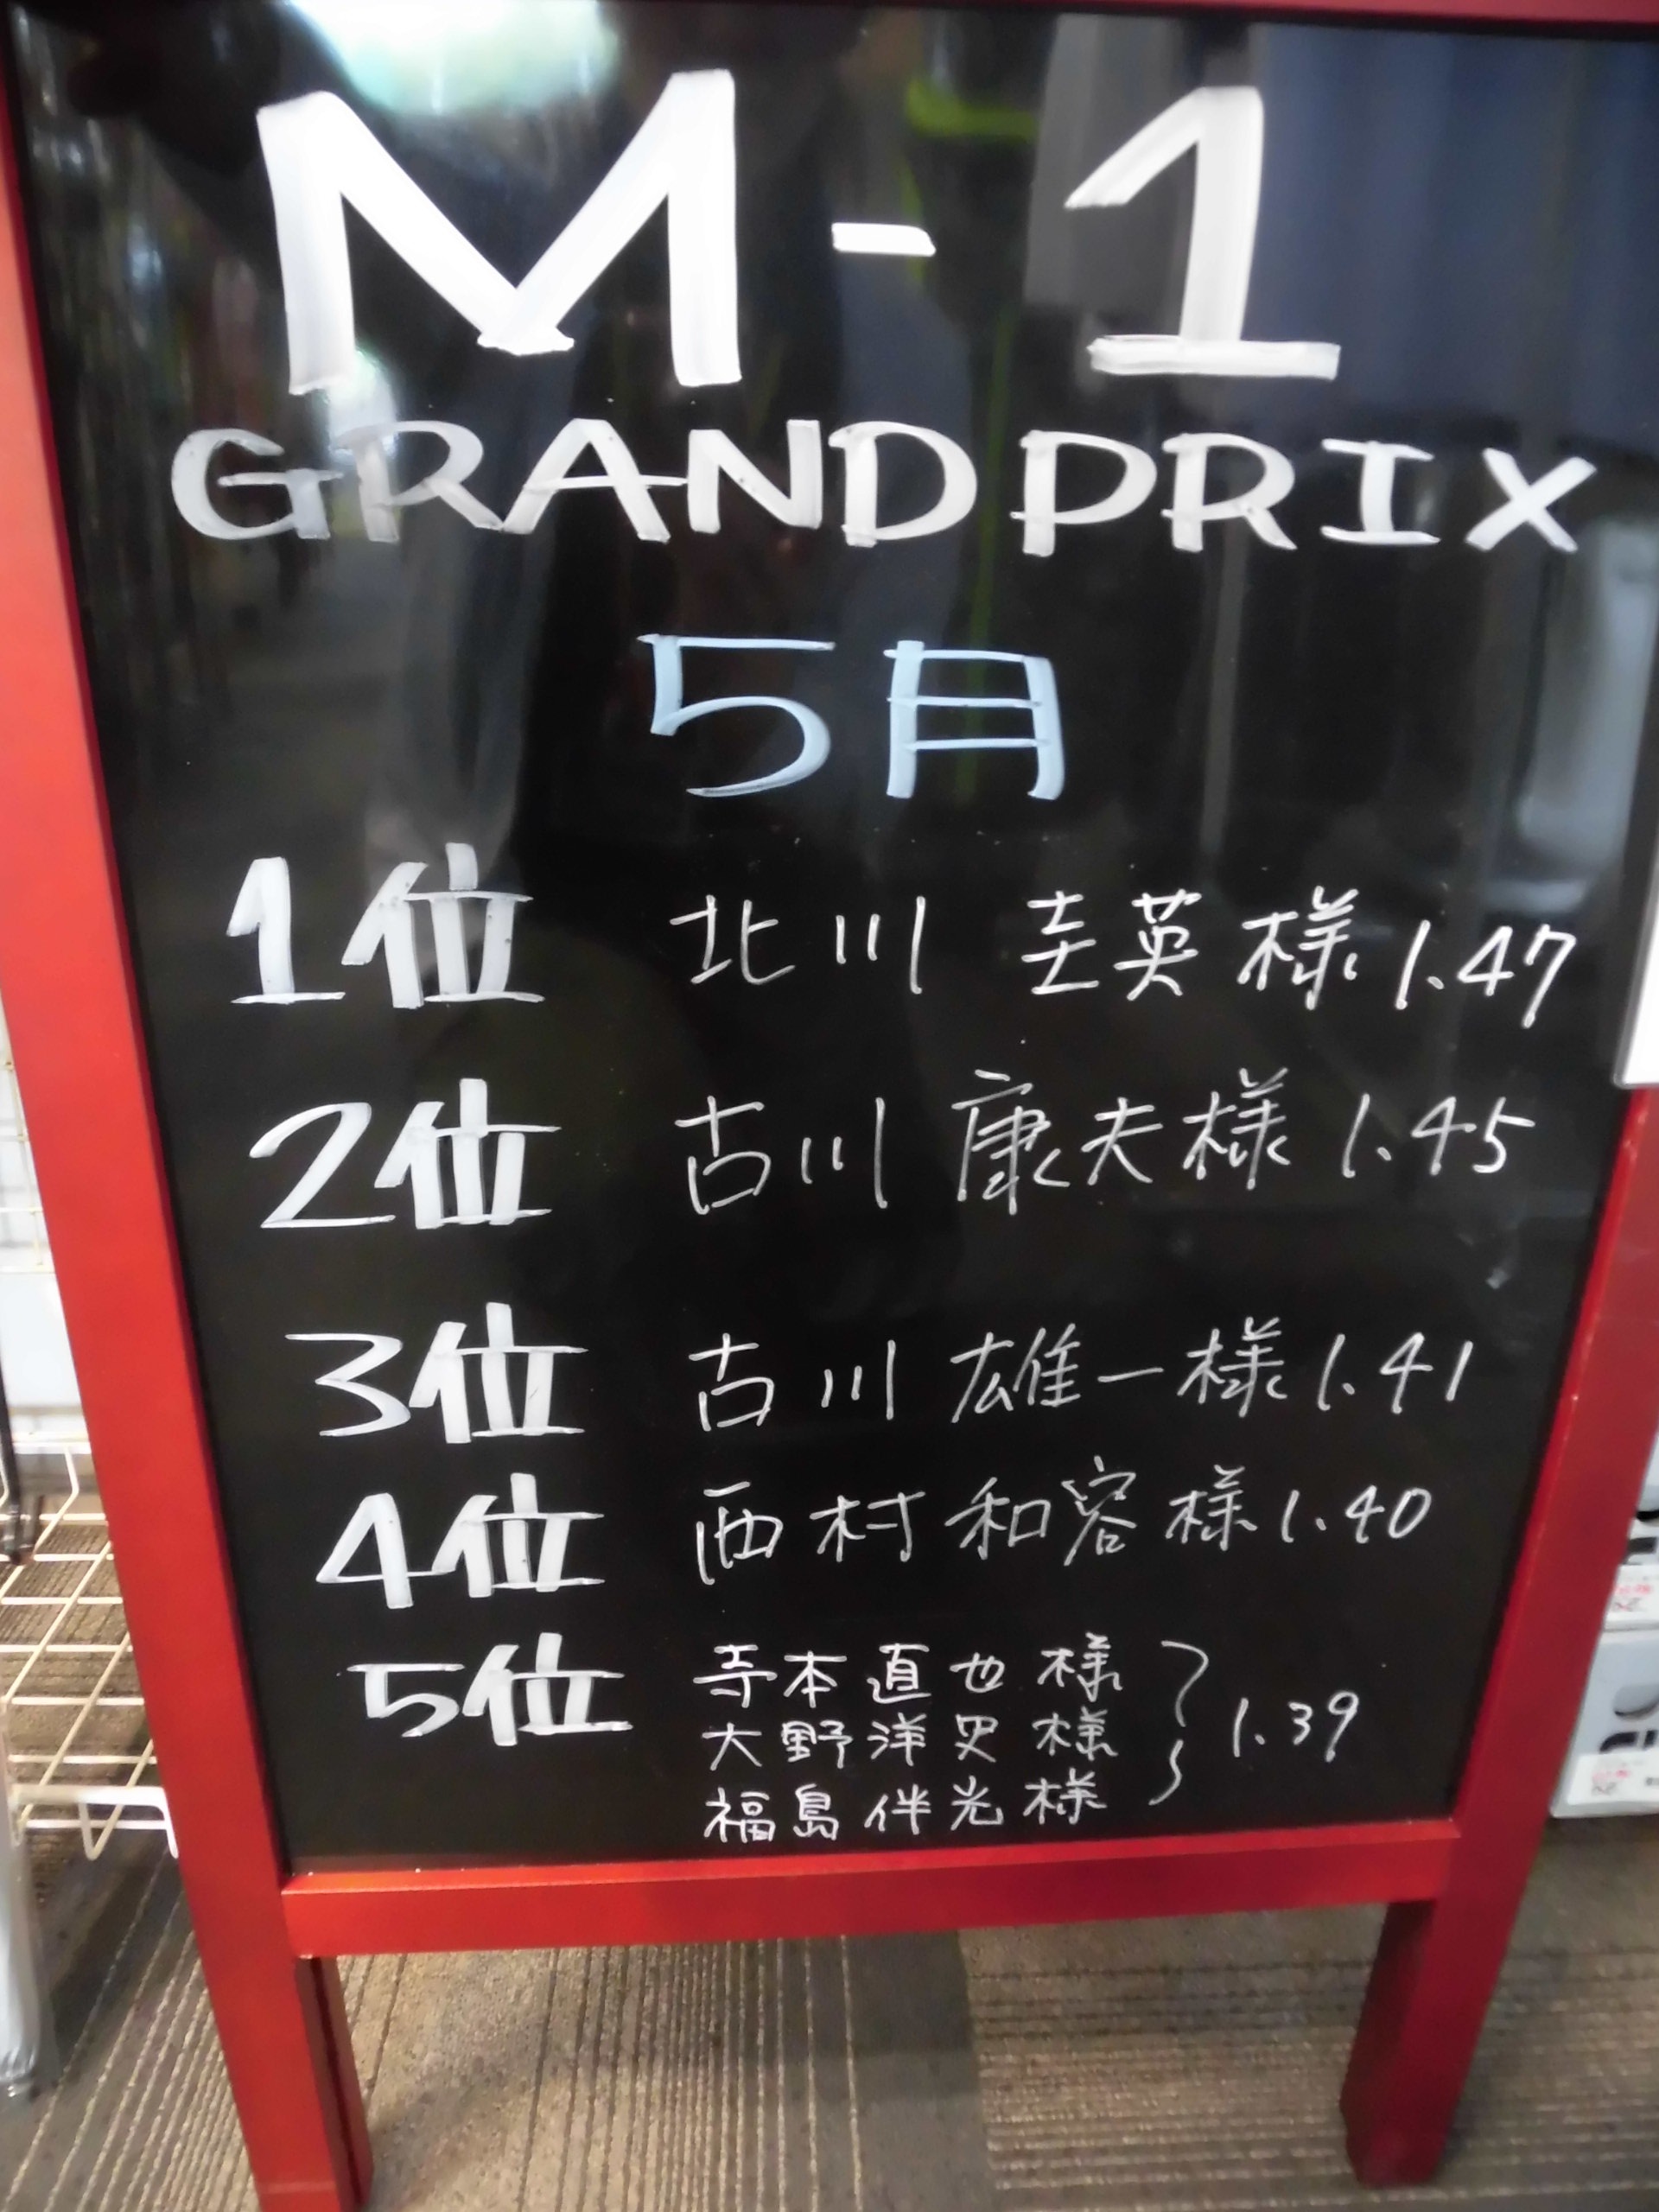 M-1
GRAND PRIX
5月
1位 北川 圭英様 1.47
2位 古川 康夫様 1.45
3位 古川 雄一様 1.41
4位 西村和容様 1.40
5位 寺本直也様
大野洋史様 1.39
福島伴光様